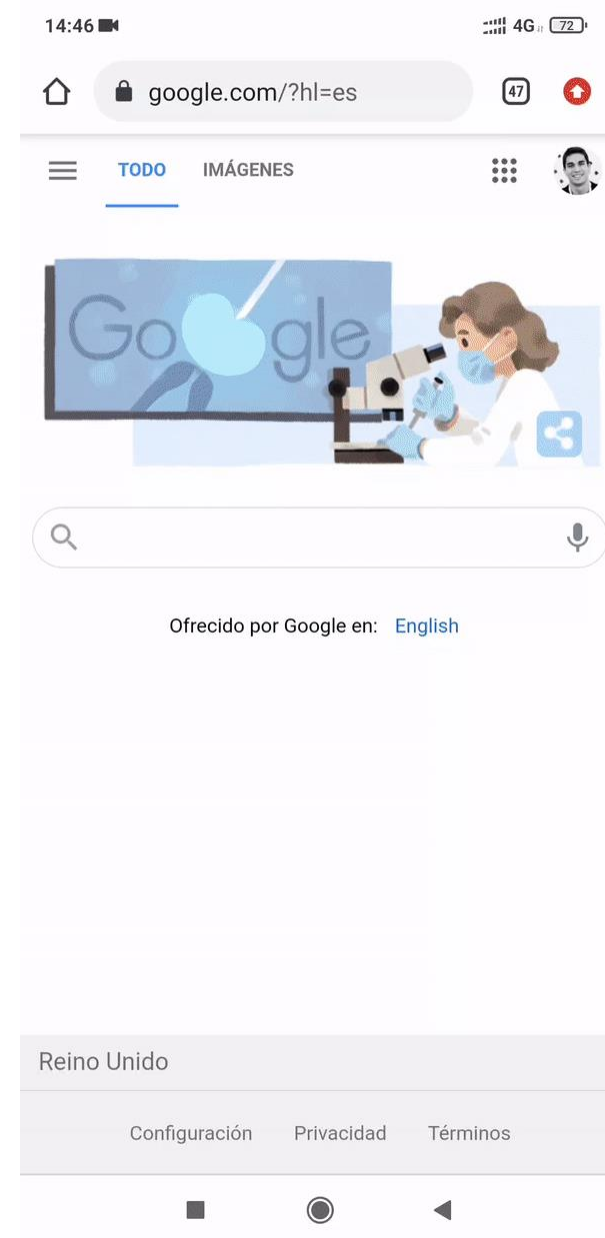 14:46 4G 72
google.com/?hl=es 47
TODO IMÁGENES
Google
Ofrecido por Google en: English
Reino Unido
Configuración Privacidad Términos